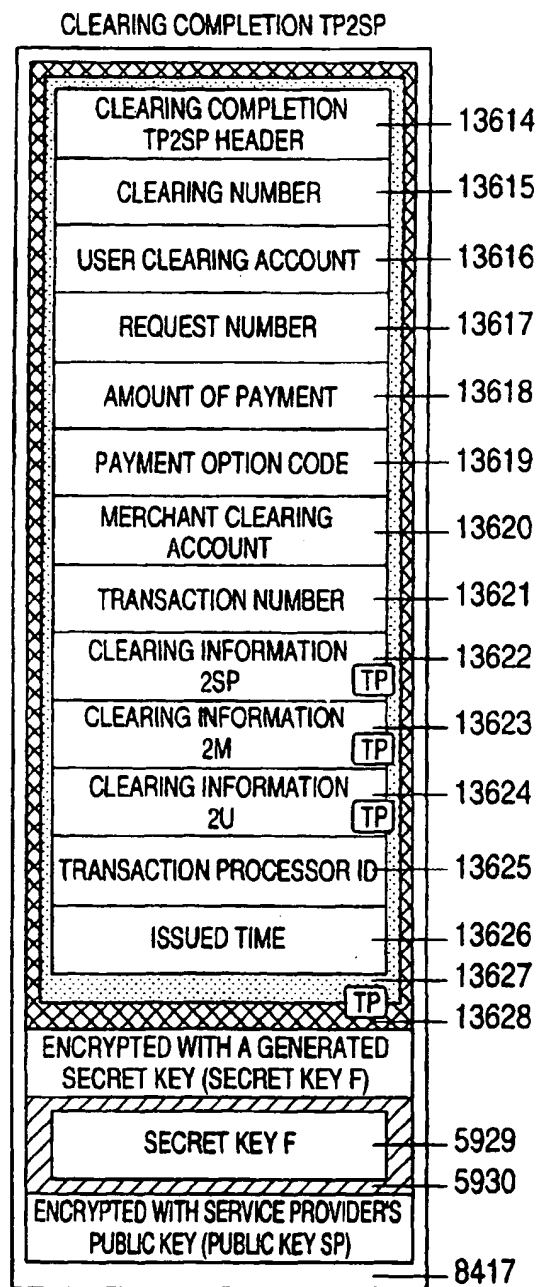 CLEARING COMPLETION TP2SP
CLEARING COMPLETION
TP2SP HEADER
13614
CLEARING NUMBER
13615
USER CLEARING ACCOUNT
13616
REQUEST NUMBER
13617
AMOUNT OF PAYMENT
13618
PAYMENT OPTION CODE
13619
MERCHANT CLEARING
ACCOUNT
13620
TRANSACTION NUMBER
13621
CLEARING INFORMATION
2SP
TP
13622
CLEARING INFORMATION
2M
TP
13623
CLEARING INFORMATION
2U
TP
13624
TRANSACTION PROCESSOR ID
13625
ISSUED TIME
13626
13627
TP
13628
ENCRYPTED WITH A GENERATED
SECRET KEY (SECRET KEY F)
SECRET KEY F
5929
5930
ENCRYPTED WITH SERVICE PROVIDER'S
PUBLIC KEY (PUBLIC KEY SP)
8417